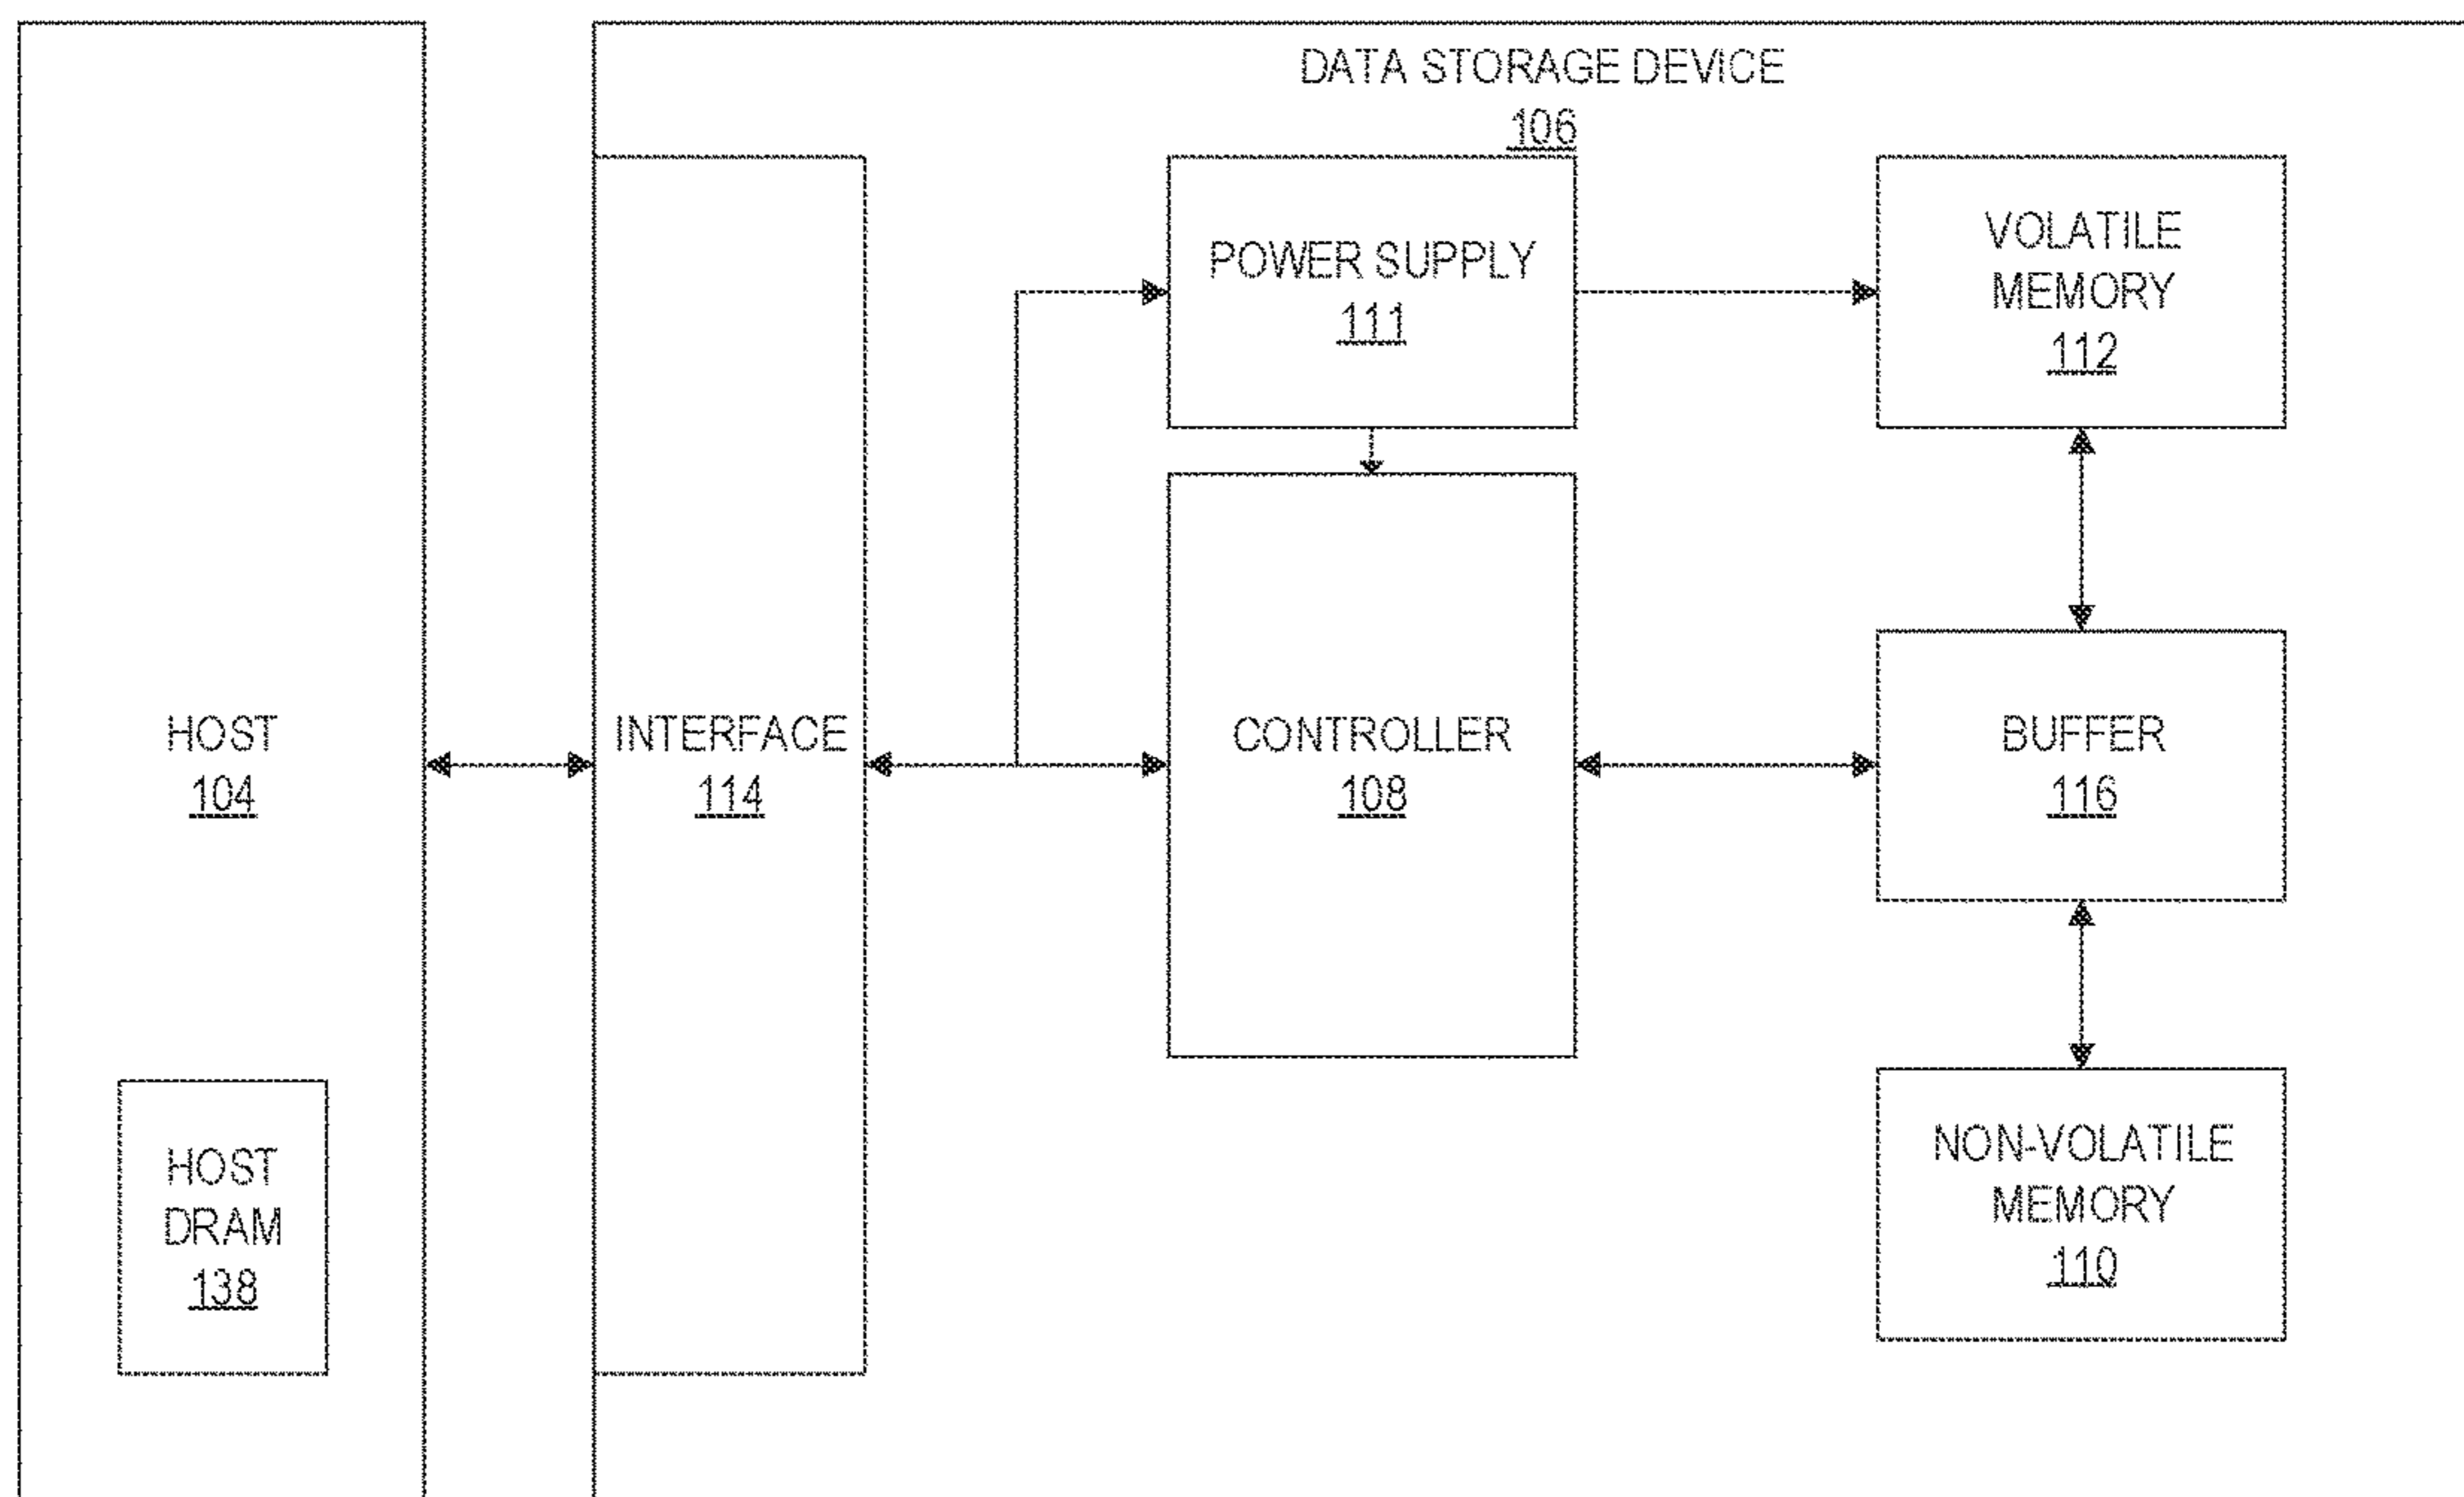 DATA STORAGE DEVICE
106
POWER SUPPLY
111
VOLATILE
MEMORY
112
HOST
104
INTERFACE
114
CONTROLLER
108
BUFFER
116
HOST
DRAM
138
NON-VOLATILE
MEMORY
110